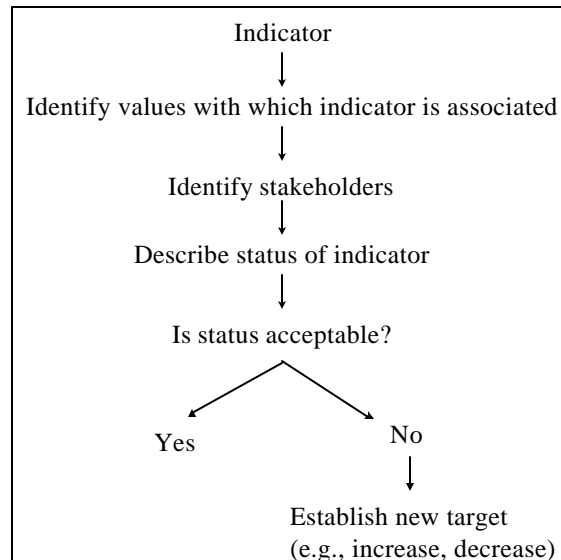 Indicator
Identify values with which indicator is associated
Identify stakeholders
Describe status of indicator
Is status acceptable?
Yes
No
Establish new target
(e.g., increase, decrease)